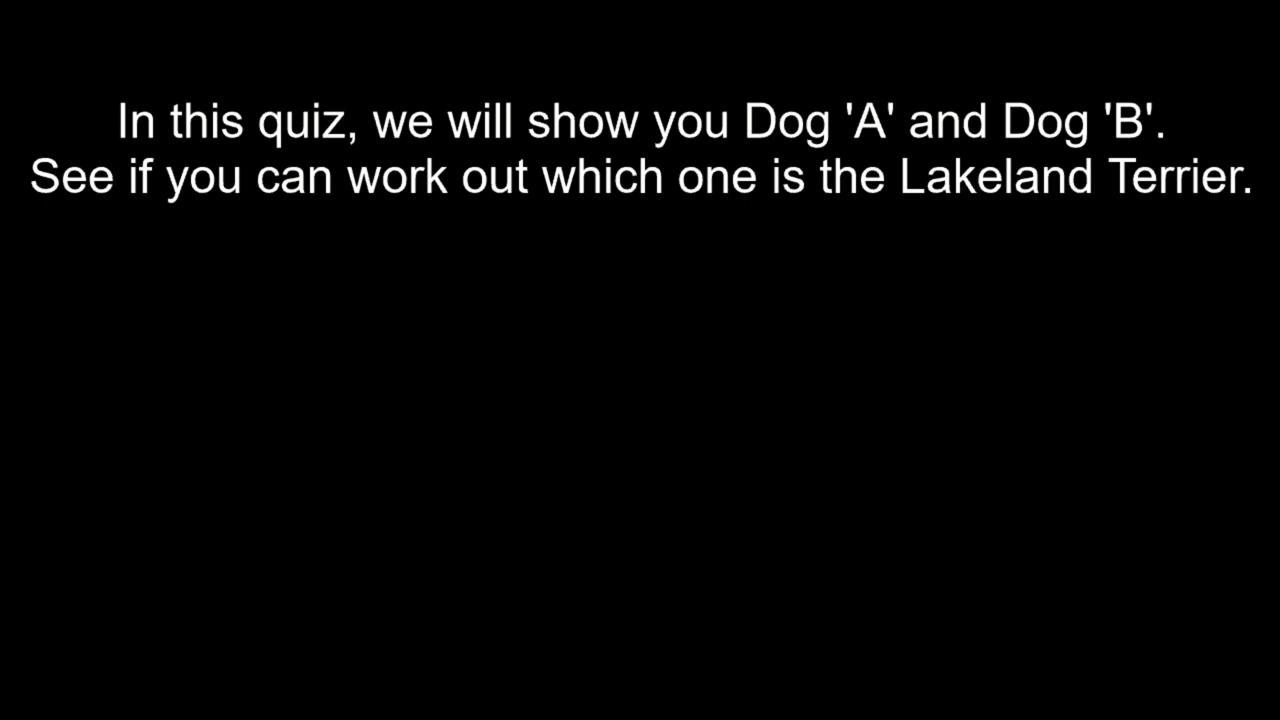 In this quiz, we will show you Dog 'A' and Dog 'B'.
See if you can work out which one is the Lakeland Terrier.